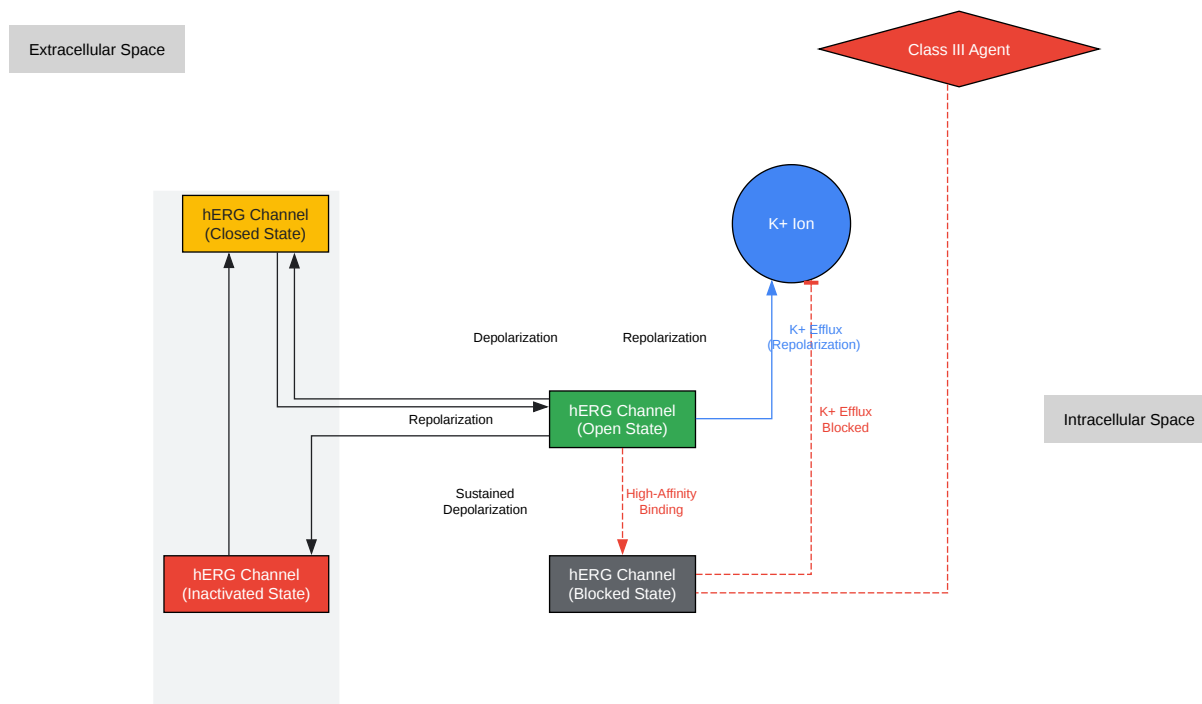 Extracellular Space
Class III Agent
hERG Channel
(Closed State)
K+ Ion
Depolarization
Repolarization
K+ Efflux
(Repolarization)
hERG Channel
(Open State)
Repolarization
K+ Efflux
Blocked
Intracellular Space
Sustained
Depolarization
High-Affinity
Binding
hERG Channel
(Inactivated State)
hERG Channel
(Blocked State)